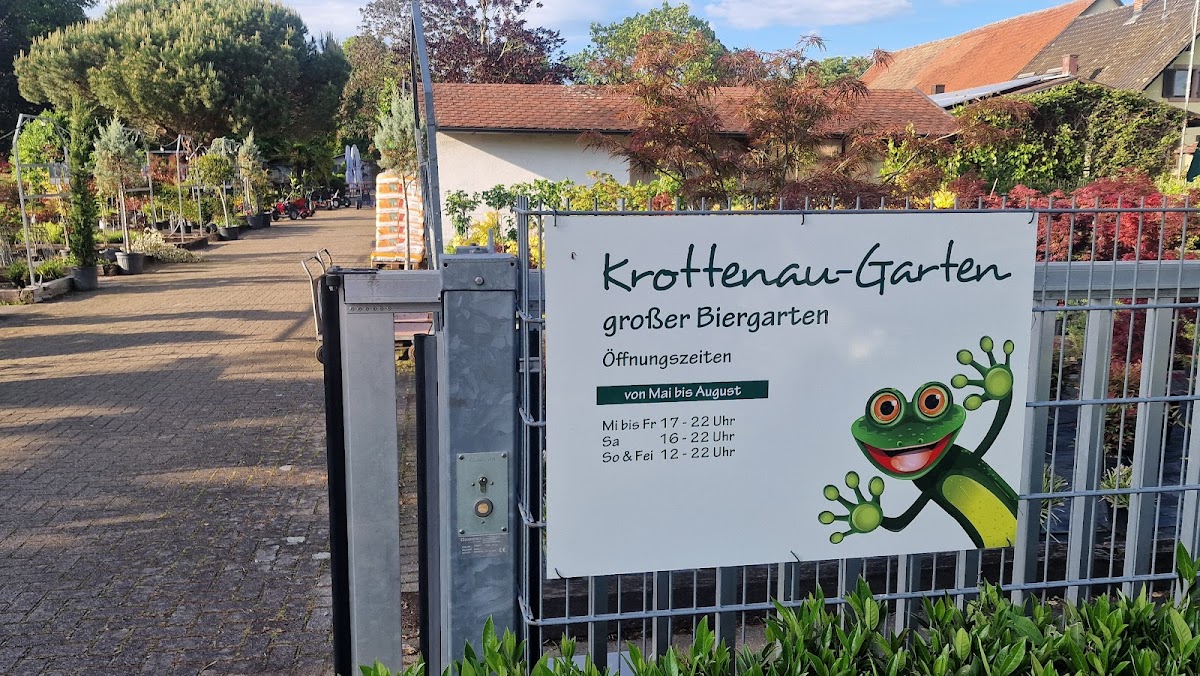 Krottenau-Garten
großer Biergarten
Öffnungszeiten
von Mai bis August
Mi bis Fr 17 - 22 Uhr
Sa 16 - 22 Uhr
So & Fei 12 - 22 Uhr